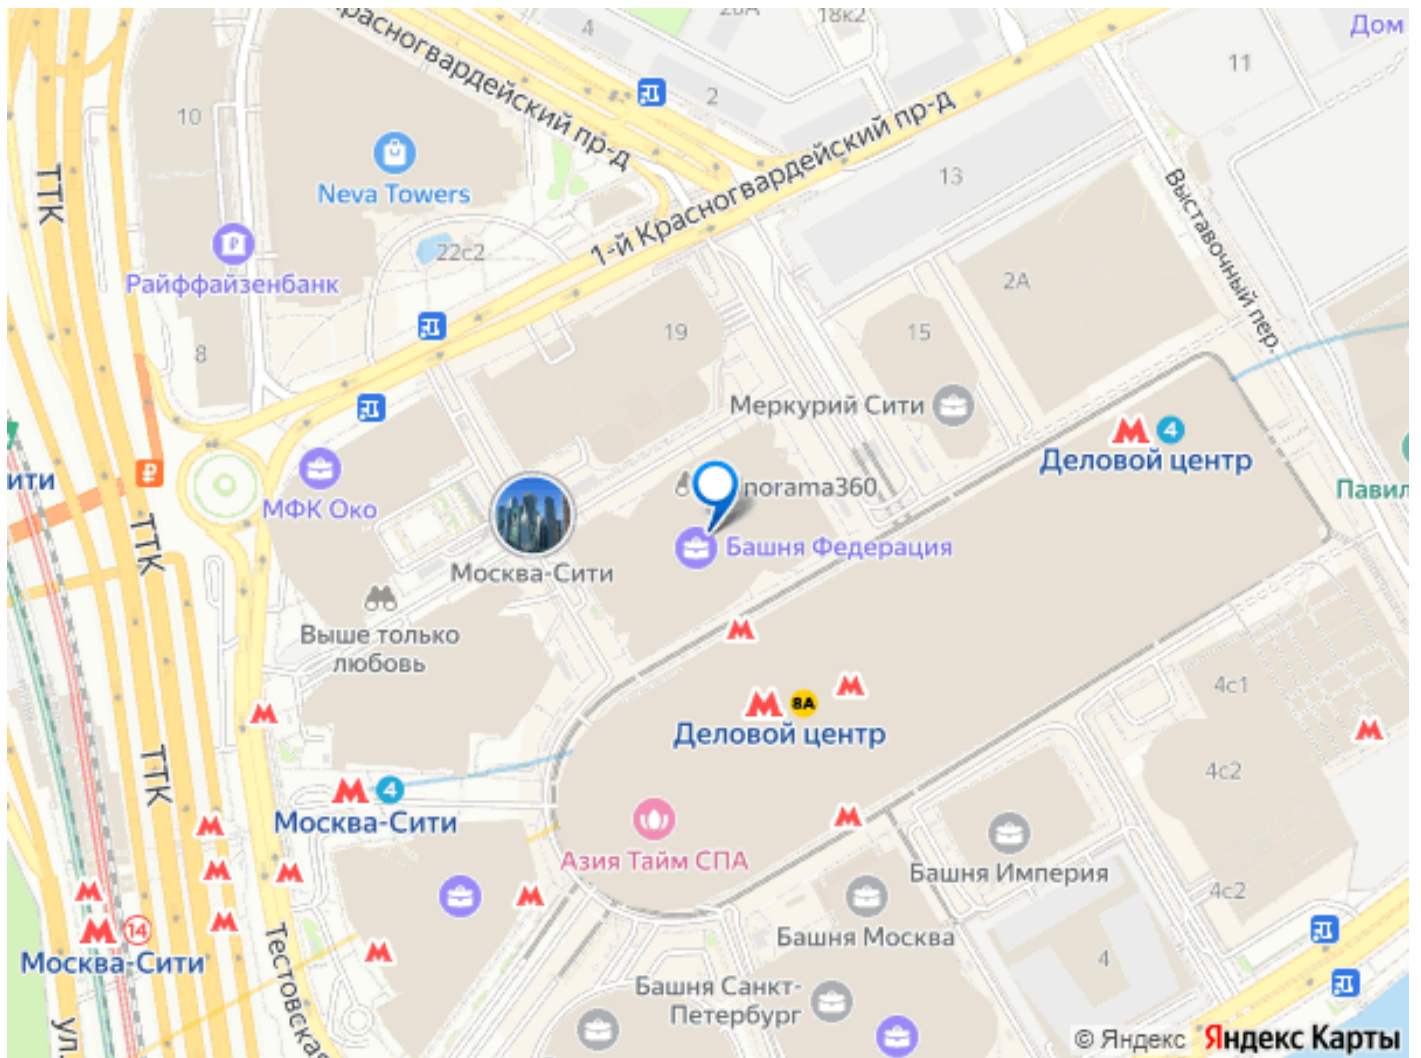 Красногвардейский пр-д
4
20А
18к2
Дом
11
2
10
ТТК
Neva Towers
1-й Красногвардейский пр-д
13
Выставочный пер.
22с2
Райффайзенбанк
2А
19
15
8
Меркурий Сити
4
Деловой центр
ити
МФК Око
norama360
Павил
ТТК
Башня Федерация
Москва-Сити
Выше только
любовь
4с1
8А
Деловой центр
ТТК
4с2
4
Москва-Сити
Азия Тайм СПА
Башня Империя
4с2
14
Москва-Сити
Тестовская
Башня Москва
4
Башня Санкт-
Петербург
ул.
© Яндекс Яндекс Карты